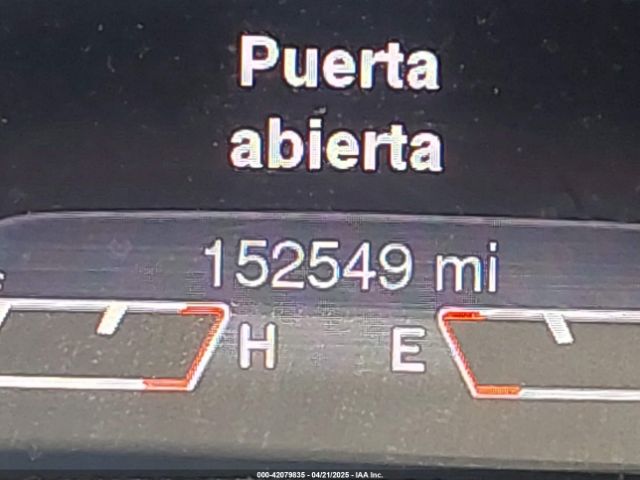 Puerta
abierta
152549 mi
H E
000-42079835 - 04/21/2025 - IAA Inc.